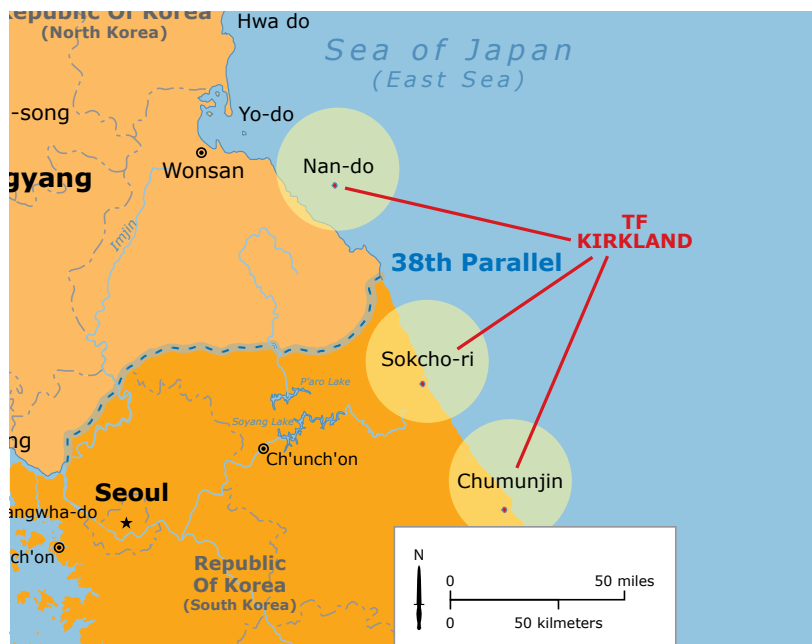 Republic Of Korea
(North Korea)
Hwa do
Sea of Japan
(East Sea)
-song
Yo-do
Wonsan
Nan-do
gyang
Imjin
TF
KIRKLAND
38th Parallel
Sokcho-ri
P'aro Lake
Soyang Lake
ng
Ch'unch'on
Chumunjin
Seoul
angwha-do
ch'on
Republic
Of Korea
(South Korea)
N
0 50 miles
0 50 kilmeters